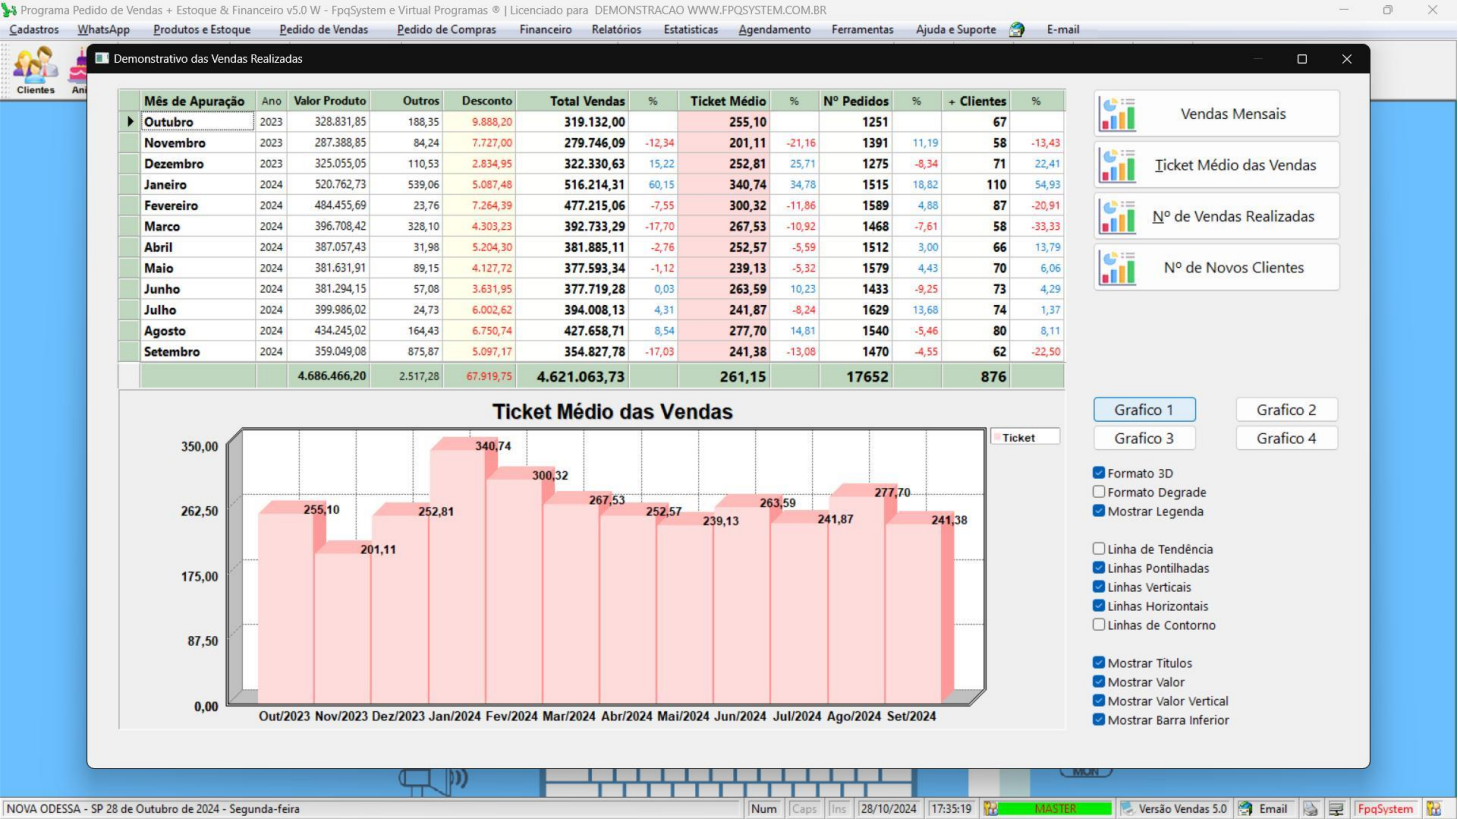 Programa Pedido de Vendas + Estoque & Financeiro v5.0 W - FpqSystem e Virtual Programas ® | Licenciado para DEMONSTRACAO WWW.FPQSYSTEM.COM.BR
Cadastros WhatsApp Produtos e Estoque Pedido de Vendas Pedido de Compras Financeiro Relatórios Estatisticas Agendamento Ferramentas Ajuda e Suporte E-mail
Clientes Ani
Demonstrativo das Vendas Realizadas
Mês de Apuração Ano Valor Produto Outros Desconto Total Vendas % Ticket Médio % Nº Pedidos % + Clientes %
Outubro 2023 328.831,85 188,35 9.888,20 319.132,00 255,10 1251 67
Novembro 2023 287.388,85 84,24 7.727,00 279.746,09 -12,34 201,11 -21,16 1391 11,19 58 -13,43
Dezembro 2023 325.055,05 110,53 2.834,95 322.330,63 15,22 252,81 25,71 1275 -8,34 71 22,41
Janeiro 2024 520.762,73 539,06 5.087,48 516.214,31 60,15 340,74 34,78 1515 18,82 110 54,93
Fevereiro 2024 484.455,69 23,76 7.264,39 477.215,06 -7,55 300,32 -11,86 1589 4,88 87 -20,91
Marco 2024 396.708,42 328,10 4.303,23 392.733,29 -17,70 267,53 -10,92 1468 -7,61 58 -33,33
Abril 2024 387.057,43 31,98 5.204,30 381.885,11 -2,76 252,57 -5,59 1512 3,00 66 13,79
Maio 2024 381.631,91 89,15 4.127,72 377.593,34 -1,12 239,13 -5,32 1579 4,43 70 6,06
Junho 2024 381.294,15 57,08 3.631,95 377.719,28 0,03 263,59 10,23 1433 -9,25 73 4,29
Julho 2024 399.986,02 24,73 6.002,62 394.008,13 4,31 241,87 -8,24 1629 13,68 74 1,37
Agosto 2024 434.245,02 164,43 6.750,74 427.658,71 8,54 277,70 14,81 1540 -5,46 80 8,11
Setembro 2024 359.049,08 875,87 5.097,17 354.827,78 -17,03 241,38 -13,08 1470 -4,55 62 -22,50
4.686.466,20 2.517,28 67.919,75 4.621.063,73 261,15 17652 876
Vendas Mensais
Ticket Médio das Vendas
Nº de Vendas Realizadas
Nº de Novos Clientes
Ticket Médio das Vendas
Ticket
350,00
262,50
175,00
87,50
0,00
255,10
201,11
252,81
340,74
300,32
267,53
252,57
239,13
263,59
241,87
277,70
241,38
Out/2023 Nov/2023 Dez/2023 Jan/2024 Fev/2024 Mar/2024 Abr/2024 Mai/2024 Jun/2024 Jul/2024 Ago/2024 Set/2024
Grafico 1 Grafico 2
Grafico 3 Grafico 4
Formato 3D
Formato Degrade
Mostrar Legenda
Linha de Tendência
Linhas Pontilhadas
Linhas Verticais
Linhas Horizontais
Linhas de Contorno
Mostrar Titulos
Mostrar Valor
Mostrar Valor Vertical
Mostrar Barra Inferior
NOVA ODESSA - SP 28 de Outubro de 2024 - Segunda-feira Num Caps Ins 28/10/2024 17:35:19 MASTER Versão Vendas 5.0 Email FpqSystem